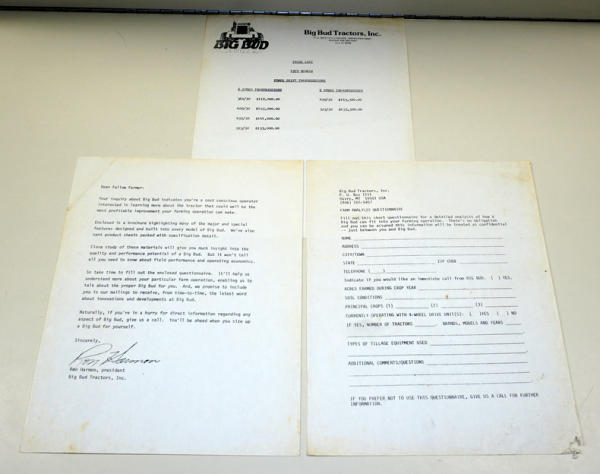 BIG BUD
Big Bud Tractors, Inc.
PRICE LIST
POWER SHIFT TRANSMISSIONS
Dear Fellow Farmer:
Your inquiry about Big Bud indicates you're a cost conscious operator
interested in learning more about the tractor that could well be the
most profitable improvement your farming operation can make.
Enclosed is a brochure highlighting many of the major and special
features designed and built into every model of Big Bud. We've also
sent product sheets packed with specification detail.
Close study of these materials will give you much insight into the
quality and performance potential of a Big Bud. But it won't tell
all you need to know about field performance and operating economics.
So take time to fill out the enclosed questionnaire. It'll help us
understand more about your particular farm operation, enabling us to
talk about the proper Big Bud for you. And, we promise to include
you in our mailings to receive, from time-to-time, the latest word
about innovations and developments at Big Bud.
Naturally, if you're in a hurry for direct information regarding any
aspect of Big Bud, give us a call. You'll be ahead when you size up
a Big Bud for yourself.
Sincerely,
Ron Harmon
Ron Harmon, president
Big Bud Tractors, Inc.
Big Bud Tractors, Inc.
P. O. Box
Havre, MT 59501 USA
FARM ANALYSIS QUESTIONNAIRE
Fill out this short questionnaire for a detailed analysis of how a
Big Bud can fit into your farming operation. There's no obligation
and you can be assured this information will be treated as confidential
-- just between you and Big Bud.
NAME
ADDRESS
CITY/TOWN
STATE ZIP CODE
TELEPHONE ( )
Indicate if you would like an immediate call from BIG BUD. ( ) YES.
ACRES FARMED DURING CROP YEAR
SOIL CONDITIONS
PRINCIPAL CROPS (1) (2) (3)
CURRENTLY OPERATING WITH 4-WHEEL DRIVE UNIT(S): ( ) YES ( ) NO
IF YES, NUMBER OF TRACTORS BRANDS, MODELS AND YEARS
TYPES OF TILLAGE EQUIPMENT USED
ADDITIONAL COMMENTS/QUESTIONS
IF YOU PREFER NOT TO USE THIS QUESTIONNAIRE, GIVE US A CALL FOR FURTHER
INFORMATION.